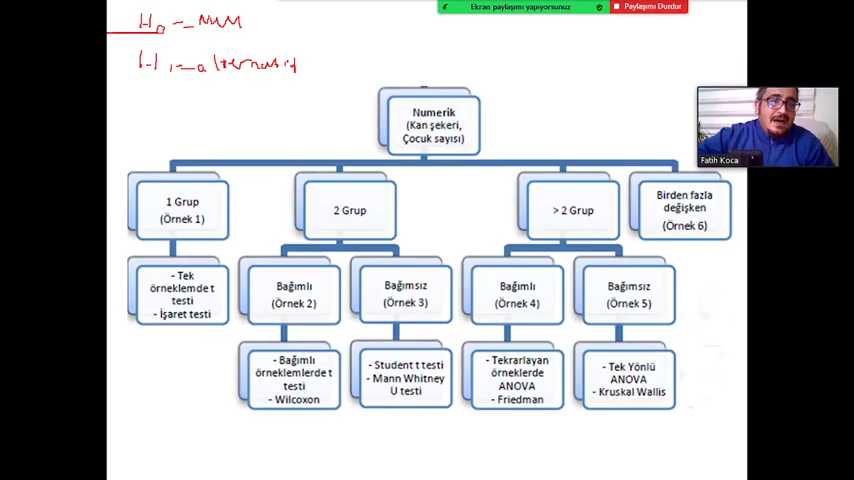 Ekran paylaşımı yapıyorsunuz
Paylaşımı Durdur
H0 - Null
H1 - alternatif
Fatih Koca
Numerik
(Kan şekeri,
Çocuk sayısı)
1 Grup
(Örnek 1)
2 Grup
> 2 Grup
Birden fazla
değişken
(Örnek 6)
- Tek
örneklemde t
testi
- İşaret testi
Bağımlı
(Örnek 2)
Bağımsız
(Örnek 3)
Bağımlı
(Örnek 4)
Bağımsız
(Örnek 5)
- Bağımlı
örneklemlerde t
testi
- Wilcoxon
- Student t testi
- Mann Whitney
U testi
- Tekrarlayan
örneklerde
ANOVA
- Friedman
- Tek Yönlü
ANOVA
- Kruskal Wallis